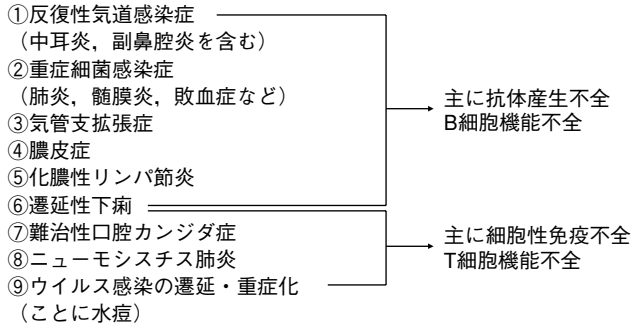 ①反復性気道感染症
（中耳炎，副鼻腔炎を含む）
②重症細菌感染症
（肺炎，髄膜炎，敗血症など）
③気管支拡張症
④膿皮症
⑤化膿性リンパ節炎
⑥遷延性下痢
⑦難治性口腔カンジダ症
⑧ニューモシスチス肺炎
⑨ウイルス感染の遷延・重症化
（ことに水痘）
主に抗体産生不全
B細胞機能不全
主に細胞性免疫不全
T細胞機能不全